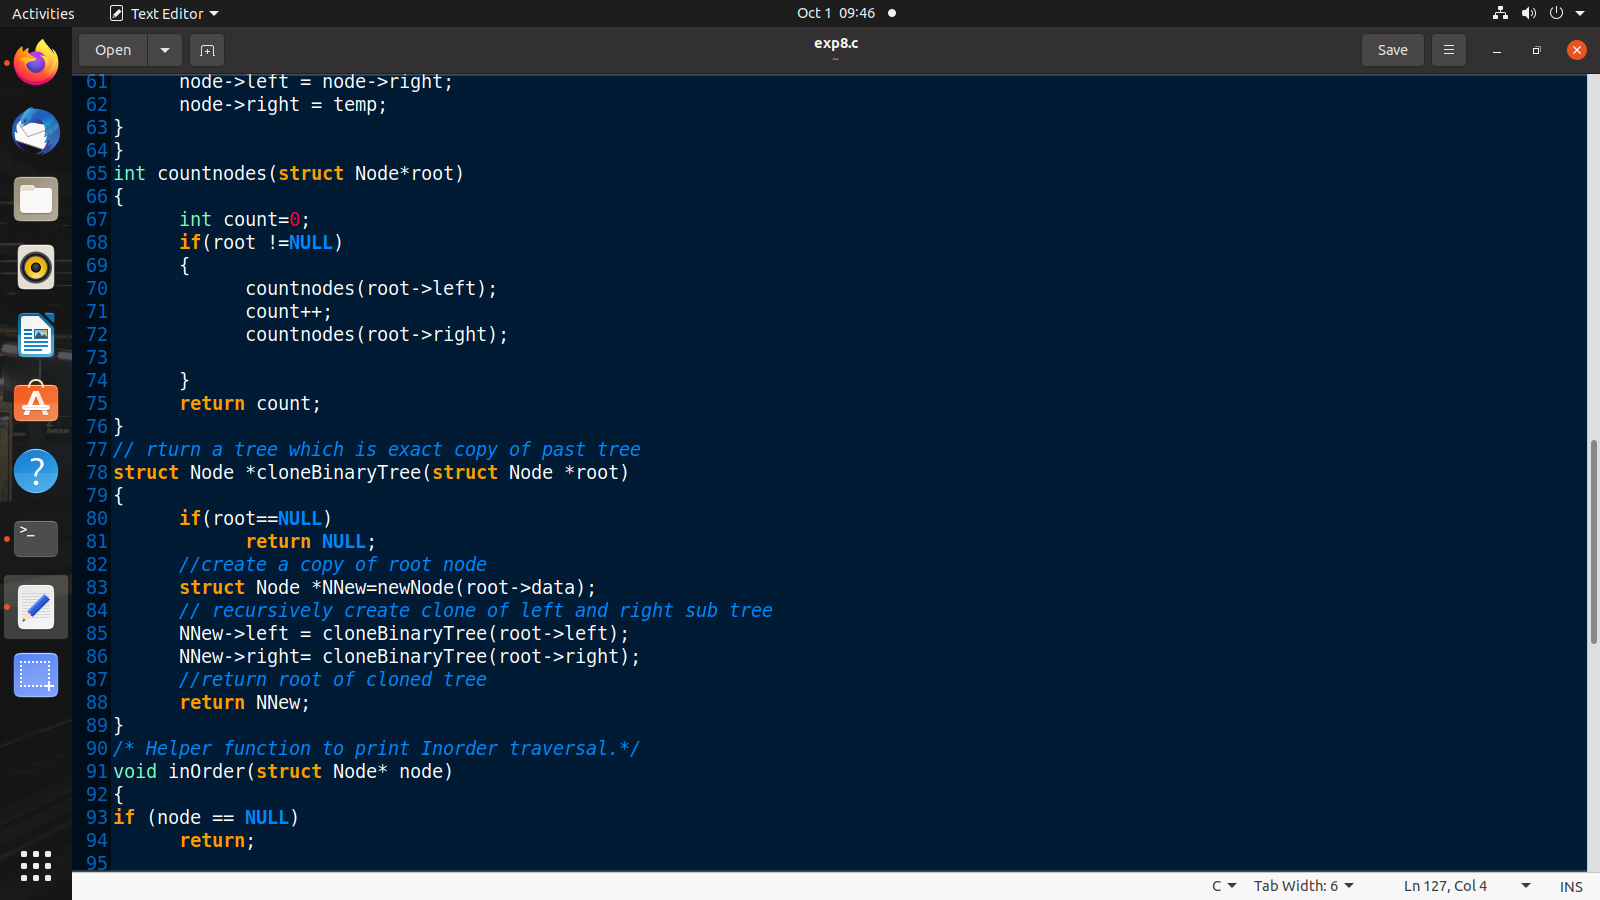 Activities Text Editor Oct 1 09:46
Open exp8.c Save
~
61 node->left = node->right;
62 node->right = temp;
63 }
64 }
65 int countnodes(struct Node*root)
66 {
67 int count=0;
68 if(root !=NULL)
69 {
70 countnodes(root->left);
71 count++;
72 countnodes(root->right);
73
74 }
75 return count;
76 }
77 // rturn a tree which is exact copy of past tree
78 struct Node *cloneBinaryTree(struct Node *root)
79 {
80 if(root==NULL)
81 return NULL;
82 //create a copy of root node
83 struct Node *NNew=newNode(root->data);
84 // recursively create clone of left and right sub tree
85 NNew->left = cloneBinaryTree(root->left);
86 NNew->right= cloneBinaryTree(root->right);
87 //return root of cloned tree
88 return NNew;
89 }
90 /* Helper function to print Inorder traversal.*/
91 void inOrder(struct Node* node)
92 {
93 if (node == NULL)
94 return;
95
C Tab Width: 6 Ln 127, Col 4 INS